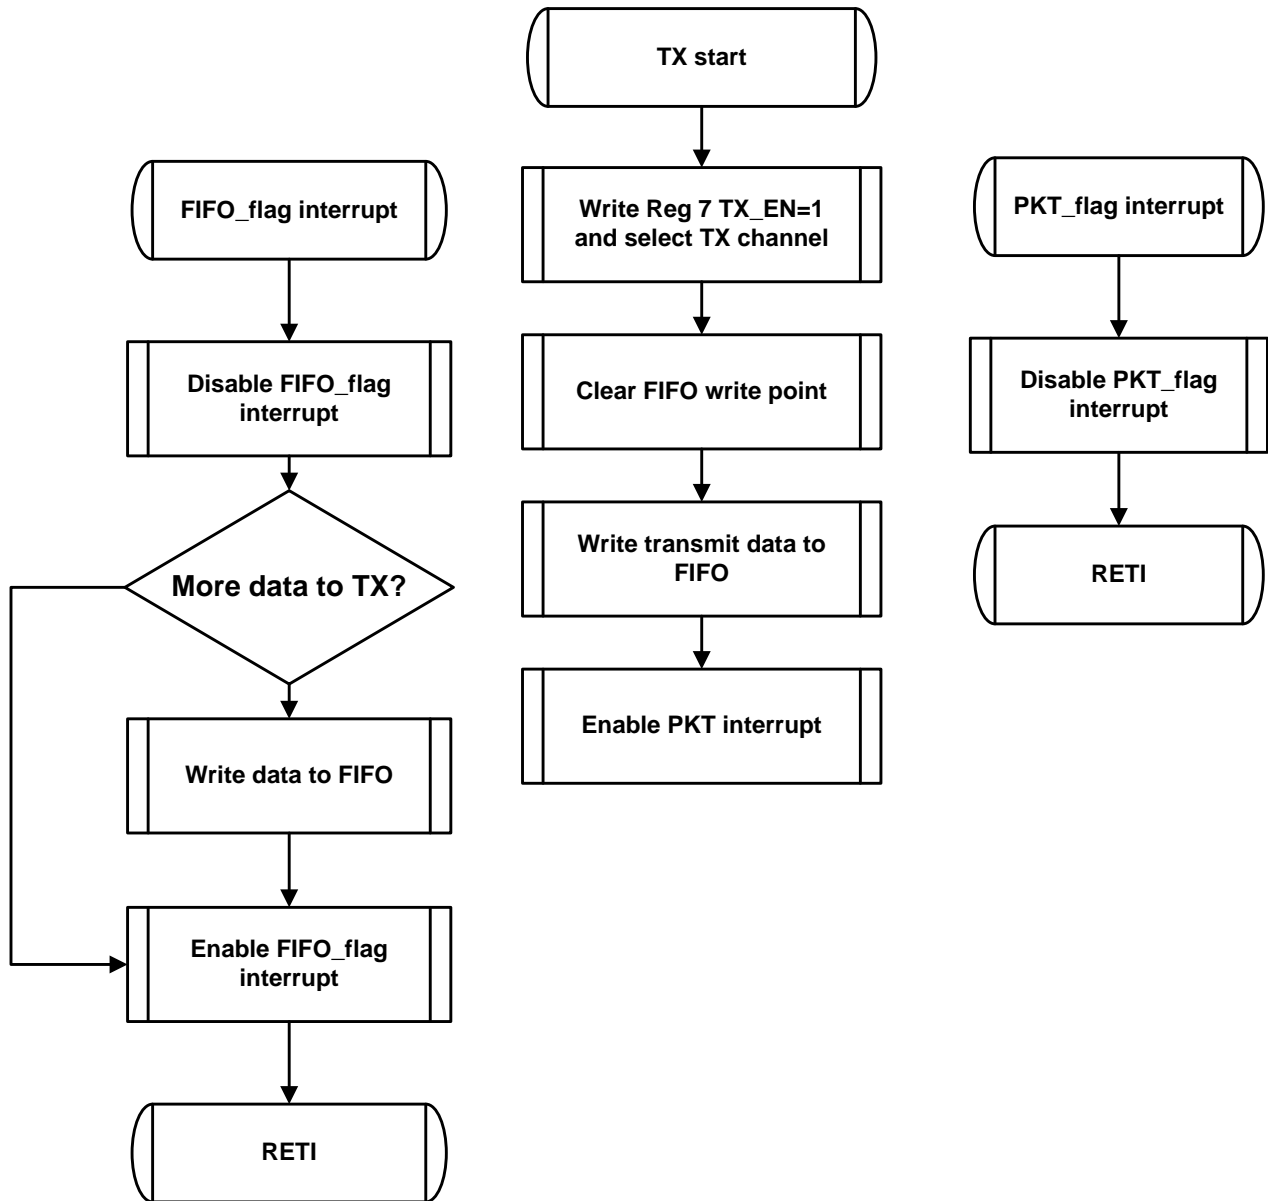 TX start
Write Reg 7 TX_EN=1
and select TX channel
Clear FIFO write point
Write transmit data to
FIFO
Enable PKT interrupt
FIFO_flag interrupt
Disable FIFO_flag
interrupt
More data to TX?
Write data to FIFO
Enable FIFO_flag
interrupt
RETI
PKT_flag interrupt
Disable PKT_flag
interrupt
RETI